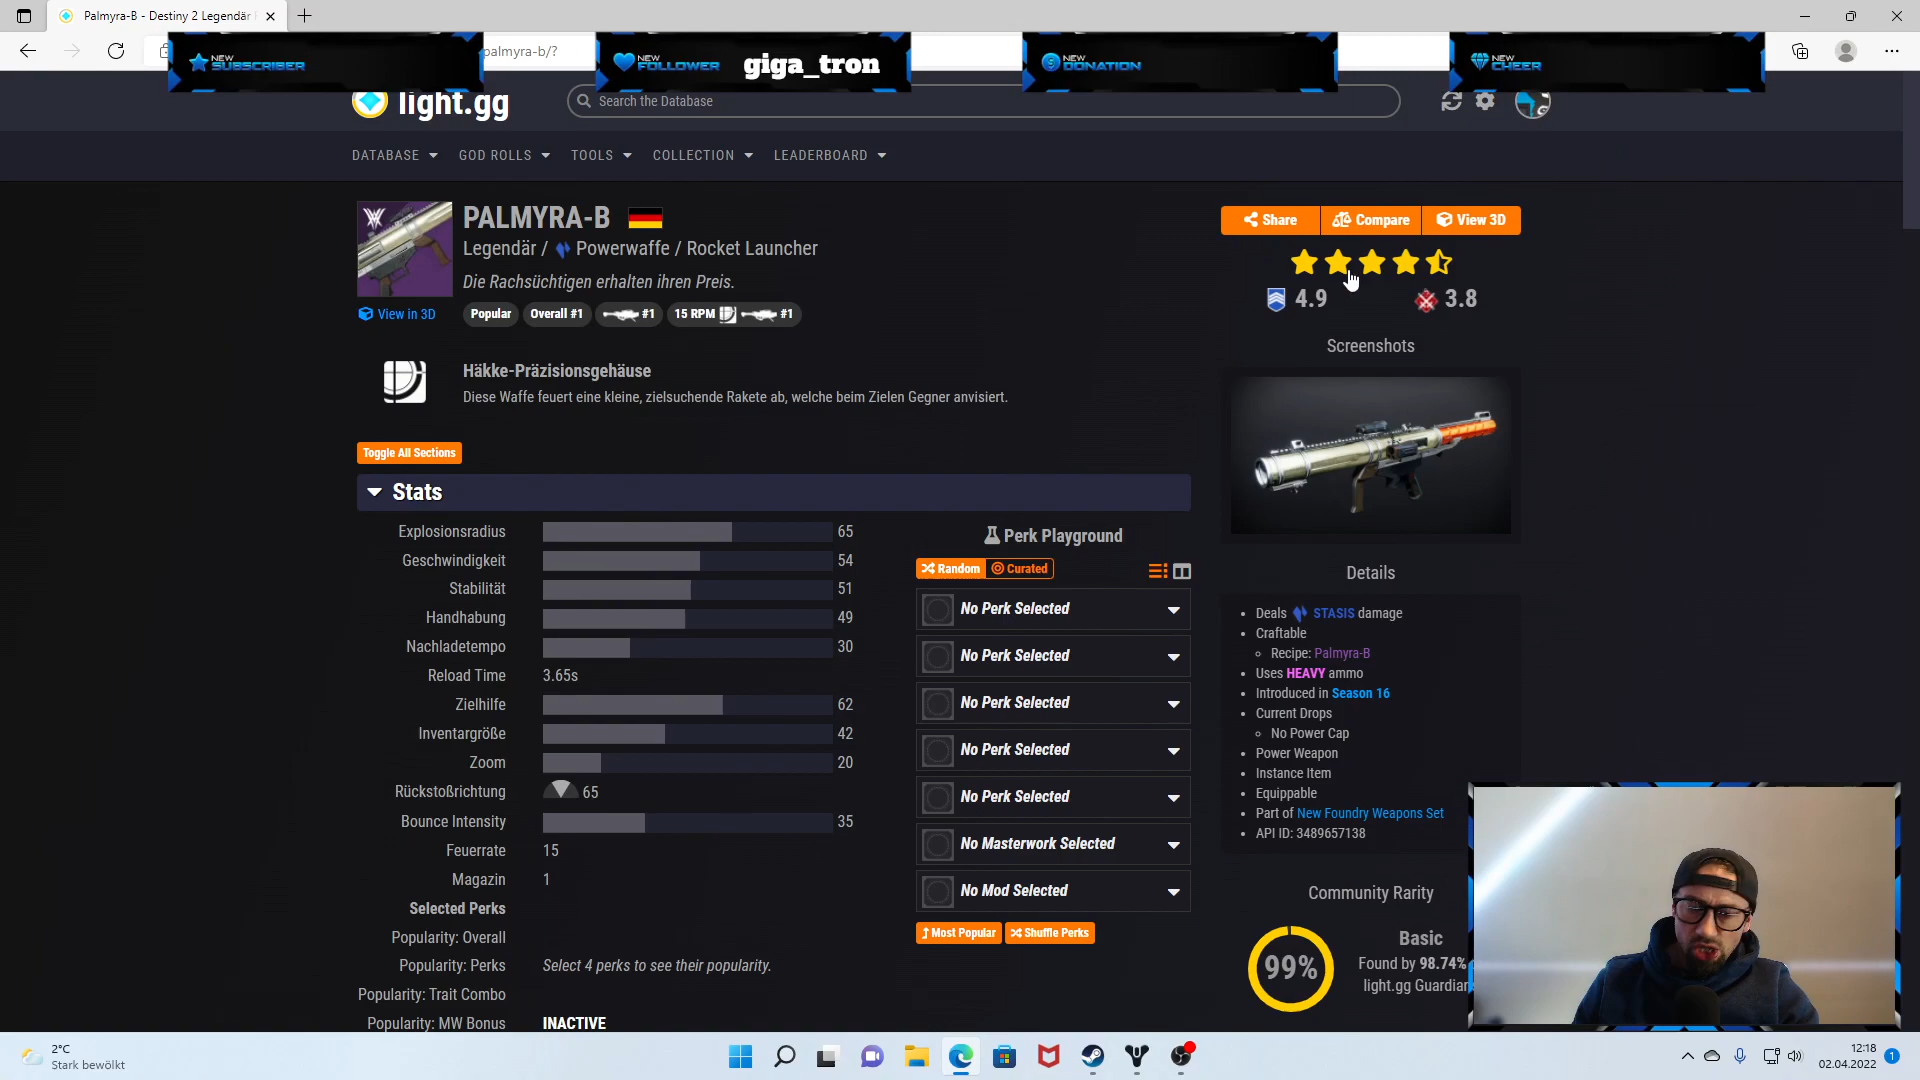 Palmyra-B - Destiny 2 Legendär
palmyra-b/?
NEW SUBSCRIBER
NEW FOLLOWER giga_tron
NEW DONATION
NEW CHEER
light.gg
Search the Database
DATABASE GOD ROLLS TOOLS COLLECTION LEADERBOARD
PALMYRA-B
Legendär / Powerwaffe / Rocket Launcher
Die Rachsüchtigen erhalten ihren Preis.
View in 3D
Popular Overall #1 #1 15 RPM #1
Häkke-Präzisionsgehäuse
Diese Waffe feuert eine kleine, zielsuchende Rakete ab, welche beim Zielen Gegner anvisiert.
Toggle All Sections
Stats
Explosionsradius 65
Geschwindigkeit 54
Stabilität 51
Handhabung 49
Nachladetempo 30
Reload Time 3.65s
Zielhilfe 62
Inventargröße 42
Zoom 20
Rückstoßrichtung 65
Bounce Intensity 35
Feuerrate 15
Magazin 1
Selected Perks
Popularity: Overall
Popularity: Perks Select 4 perks to see their popularity.
Popularity: Trait Combo
Popularity: MW Bonus INACTIVE
Perk Playground
Random Curated
No Perk Selected
No Perk Selected
No Perk Selected
No Perk Selected
No Perk Selected
No Masterwork Selected
No Mod Selected
Most Popular Shuffle Perks
Share Compare View 3D
4.9 3.8
Screenshots
Details
Deals STASIS damage
Craftable
Recipe: Palmyra-B
Uses HEAVY ammo
Introduced in Season 16
Current Drops
No Power Cap
Power Weapon
Instance Item
Equippable
Part of New Foundry Weapons Set
API ID: 3489657138
Community Rarity
99%
Basic
Found by 98.74%
light.gg Guardian
2°C
Stark bewölkt
12:18
02.04.2022
1